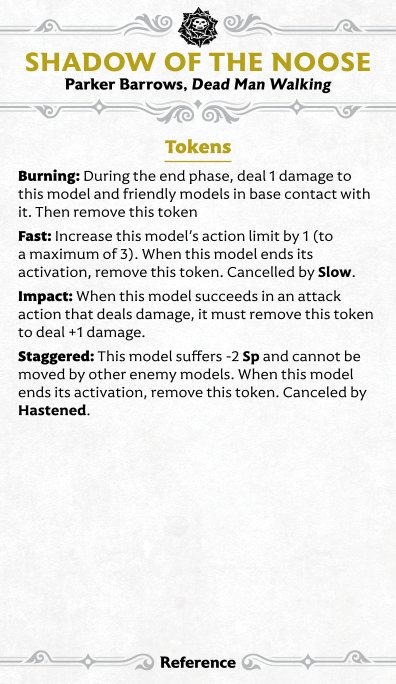 SHADOW OF THE NOOSE
Parker Barrows, Dead Man Walking
Tokens
Burning: During the end phase, deal 1 damage to
this model and friendly models in base contact with
it. Then remove this token
Fast: Increase this model's action limit by 1 (to
a maximum of 3). When this model ends its
activation, remove this token. Cancelled by Slow.
Impact: When this model succeeds in an attack
action that deals damage, it must remove this token
to deal +1 damage.
Staggered: This model suffers -2 Sp and cannot be
moved by other enemy models. When this model
ends its activation, remove this token. Canceled by
Hastened.
Reference